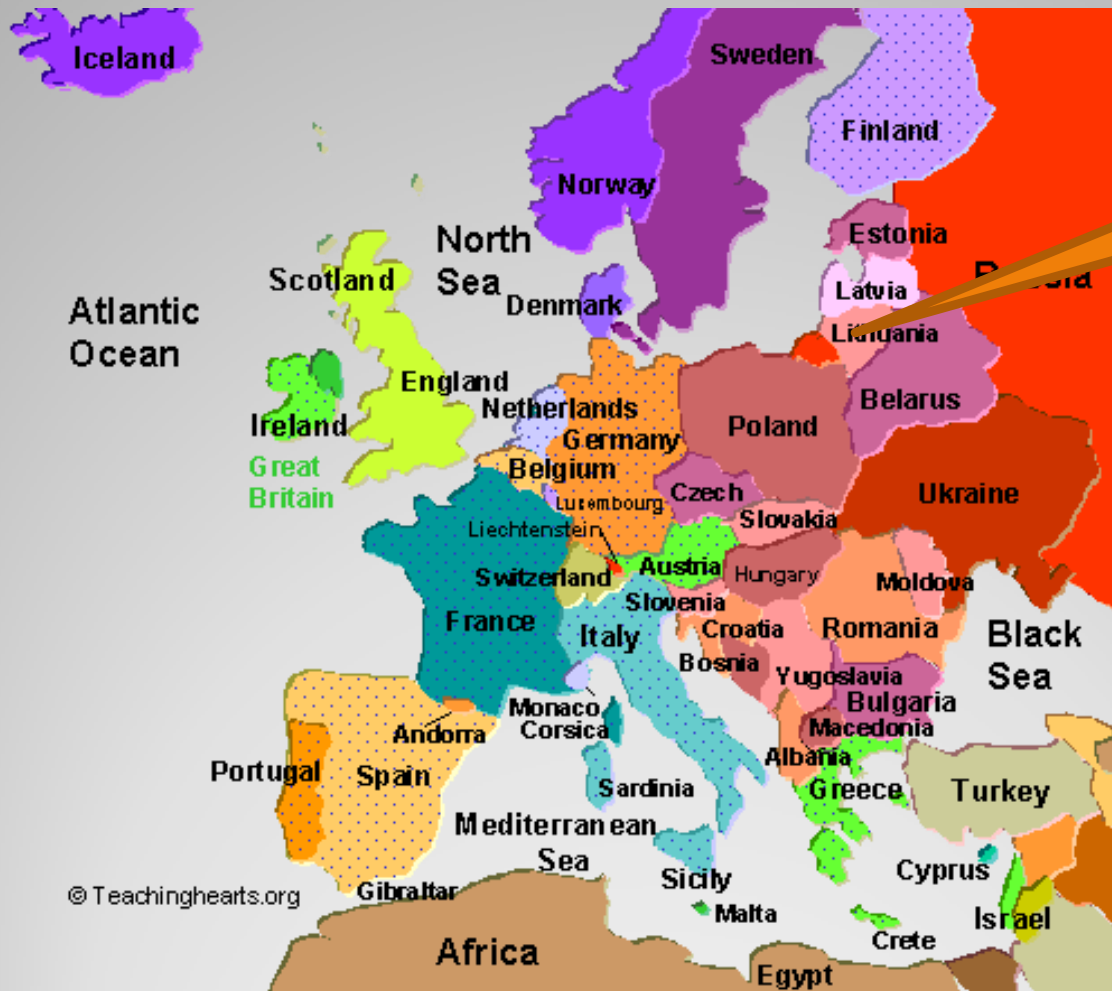 Iceland
Sweden
Finland
Norway
North
Sea
Estonia
Scotland
Denmark
Latvia
Atlantic
Ocean
Lithuania
England
Netherlands
Belarus
Ireland
Germany
Poland
Great
Britain
Belgium
Czech
Ukraine
Luxembourg
Slovakia
Liechtenstein
Switzerland
Austria
Hungary
Moldova
Slovenia
France
Italy
Croatia
Romania
Black
Sea
Bosnia
Yugoslavia
Bulgaria
Monaco
Corsica
Andorra
Macedonia
Albania
Portugal
Spain
Sardinia
Greece
Turkey
Mediterranean
Sea
Cyprus
Sicily
© Teachinghearts.org
Gibraltar
Malta
Israel
Crete
Africa
Egypt